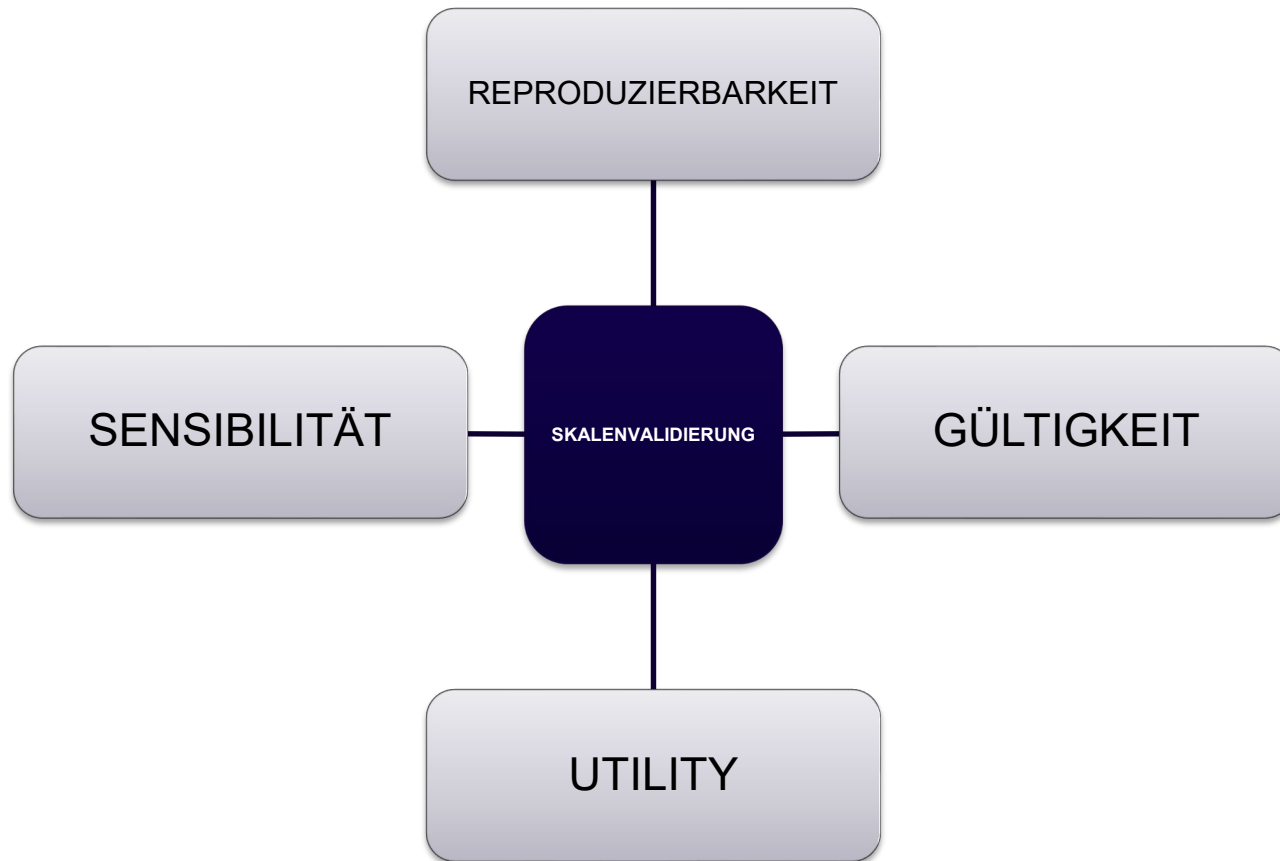 REPRODUZIERBARKEIT
SENSIBILITÄT
SKALENVALIDIERUNG
GÜLTIGKEIT
UTILITY